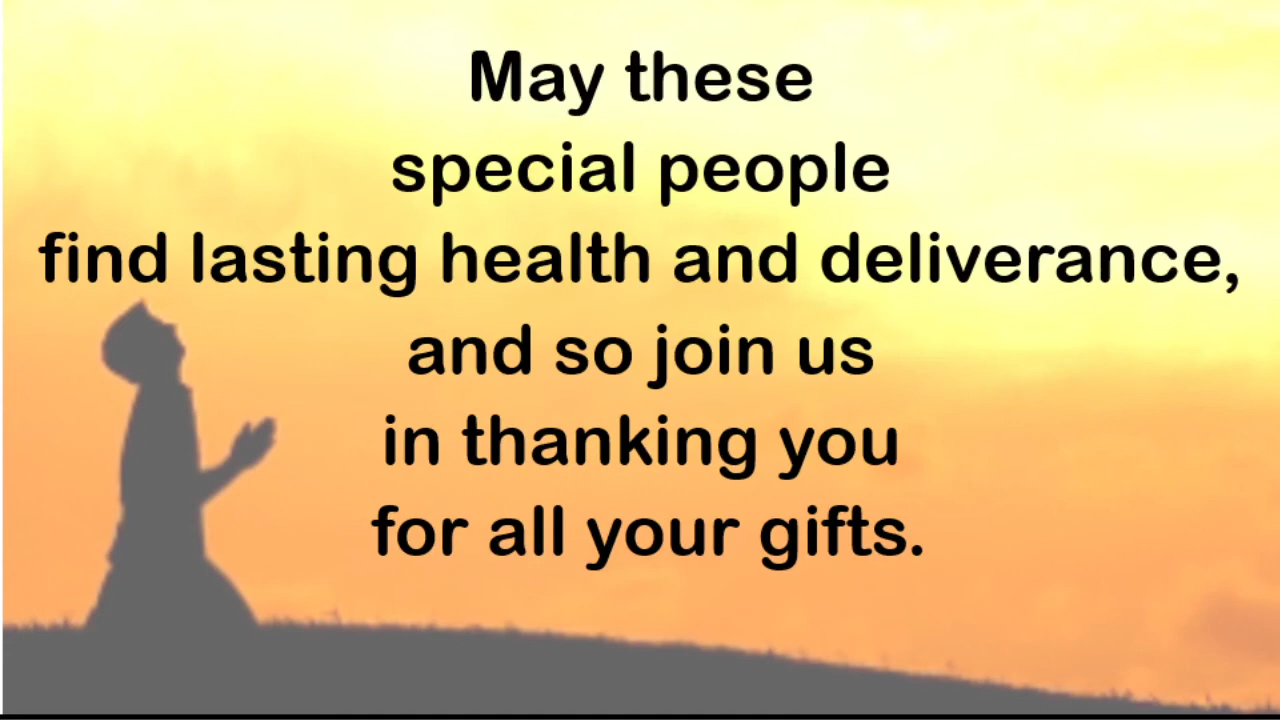 May these
special people
find lasting health and deliverance,
and so join us
in thanking you
for all your gifts.